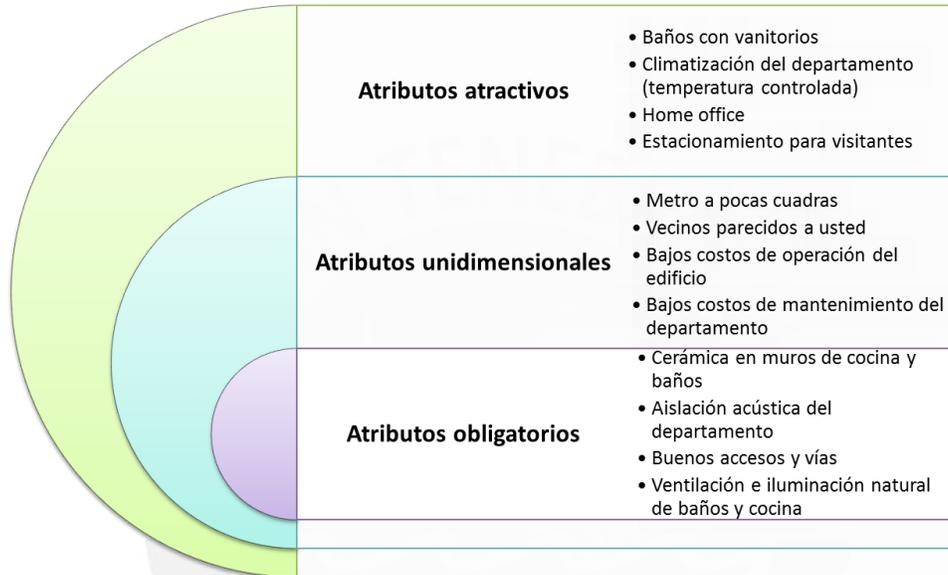 Atributos atractivos
• Baños con vanitorios
• Climatización del departamento
(temperatura controlada)
• Home office
• Estacionamiento para visitantes
Atributos unidimensionales
• Metro a pocas cuadras
• Vecinos parecidos a usted
• Bajos costos de operación del
edificio
• Bajos costos de mantenimiento del
departamento
Atributos obligatorios
• Cerámica en muros de cocina y
baños
• Aislación acústica del
departamento
• Buenos accesos y vías
• Ventilación e iluminación natural
de baños y cocina